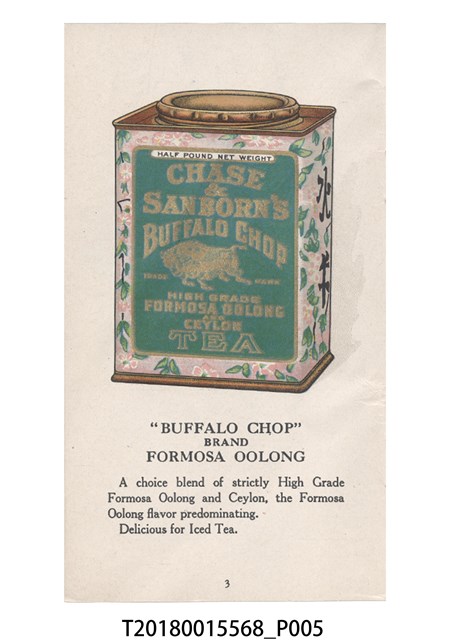 HALF POUND NET WEIGHT
CHASE
&
SANBORN'S
BUFFALO CHOP
TRADE MARK
HIGH GRADE
FORMOSA OOLONG
AND
CEYLON
TEA
"BUFFALO CHOP"
BRAND
FORMOSA OOLONG
A choice blend of strictly High Grade
Formosa Oolong and Ceylon, the Formosa
Oolong flavor predominating.
Delicious for Iced Tea.
3
T20180015568_P005